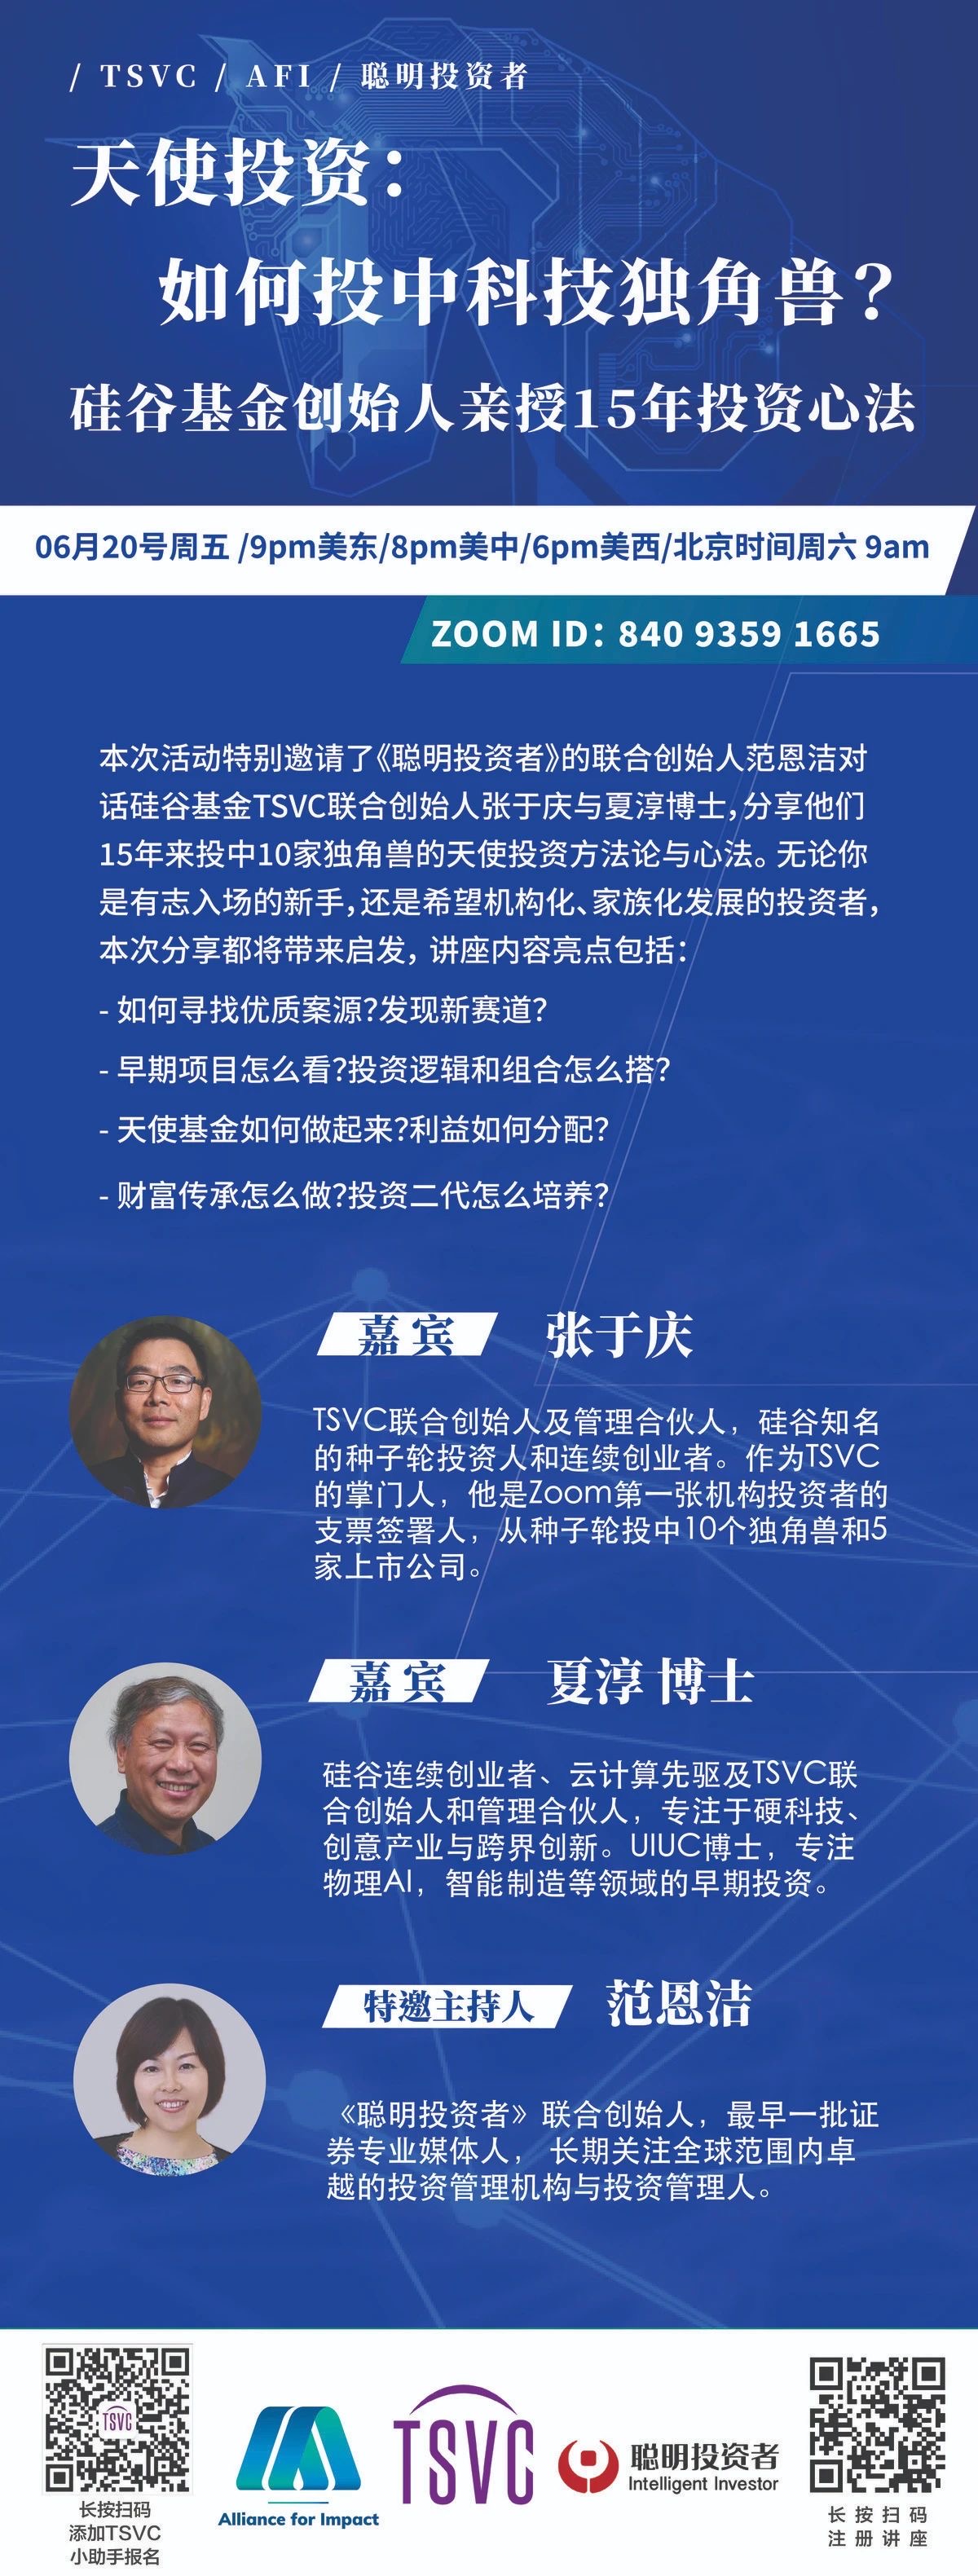 / TSVC / AFI / 聪明投资者
天使投资：
如何投中科技独角兽？
硅谷基金创始人亲授15年投资心法
06月20号周五 /9pm美东/8pm美中/6pm美西/北京时间周六 9am
ZOOM ID：840 9359 1665
本次活动特别邀请了《聪明投资者》的联合创始人范恩洁对
话硅谷基金TSVC联合创始人张于庆与夏淳博士，分享他们
15年来投中10家独角兽的天使投资方法论与心法。无论你
是有志入场的新手，还是希望机构化、家族化发展的投资者，
本次分享都将带来启发，讲座内容亮点包括：
- 如何寻找优质案源？发现新赛道？
- 早期项目怎么看？投资逻辑和组合怎么搭？
- 天使基金如何做起来？利益如何分配？
- 财富传承怎么做？投资二代怎么培养？
嘉宾 张于庆
TSVC联合创始人及管理合伙人，硅谷知名
的种子轮投资人和连续创业者。作为TSVC
的掌门人，他是Zoom第一张机构投资者的
支票签署人，从种子轮投中10个独角兽和5
家上市公司。
嘉宾 夏淳 博士
硅谷连续创业者、云计算先驱及TSVC联
合创始人和管理合伙人，专注于硬科技、
创意产业与跨界创新。UIUC博士，专注
物理AI，智能制造等领域的早期投资。
特邀主持人 范恩洁
《聪明投资者》联合创始人，最早一批证
券专业媒体人， 长期关注全球范围内卓
越的投资管理机构与投资管理人。
TSVC
长按扫码
添加TSVC
小助手报名
Alliance for Impact
TSVC
聪明投资者
Intelligent Investor
长按扫码
注册讲座